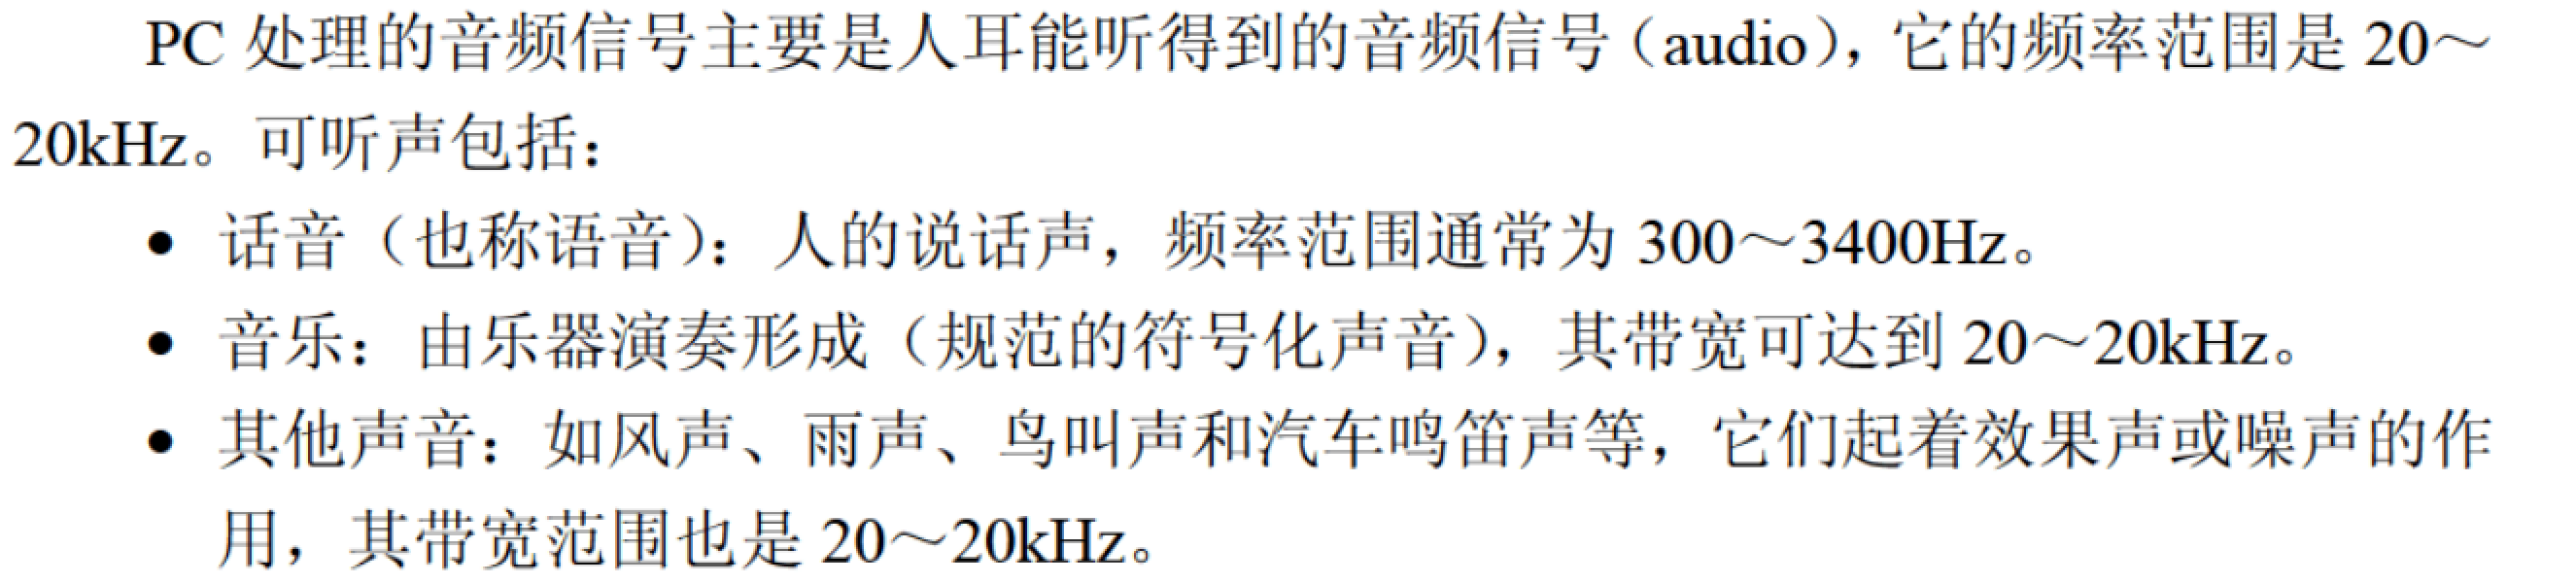 PC 处理的音频信号主要是人耳能听得到的音频信号（audio），它的频率范围是 20～
20kHz。可听声包括：
● 话音（也称语音）：人的说话声，频率范围通常为 300～3400Hz。
● 音乐：由乐器演奏形成（规范的符号化声音），其带宽可达到 20～20kHz。
● 其他声音：如风声、雨声、鸟叫声和汽车鸣笛声等，它们起着效果声或噪声的作
用，其带宽范围也是 20～20kHz。